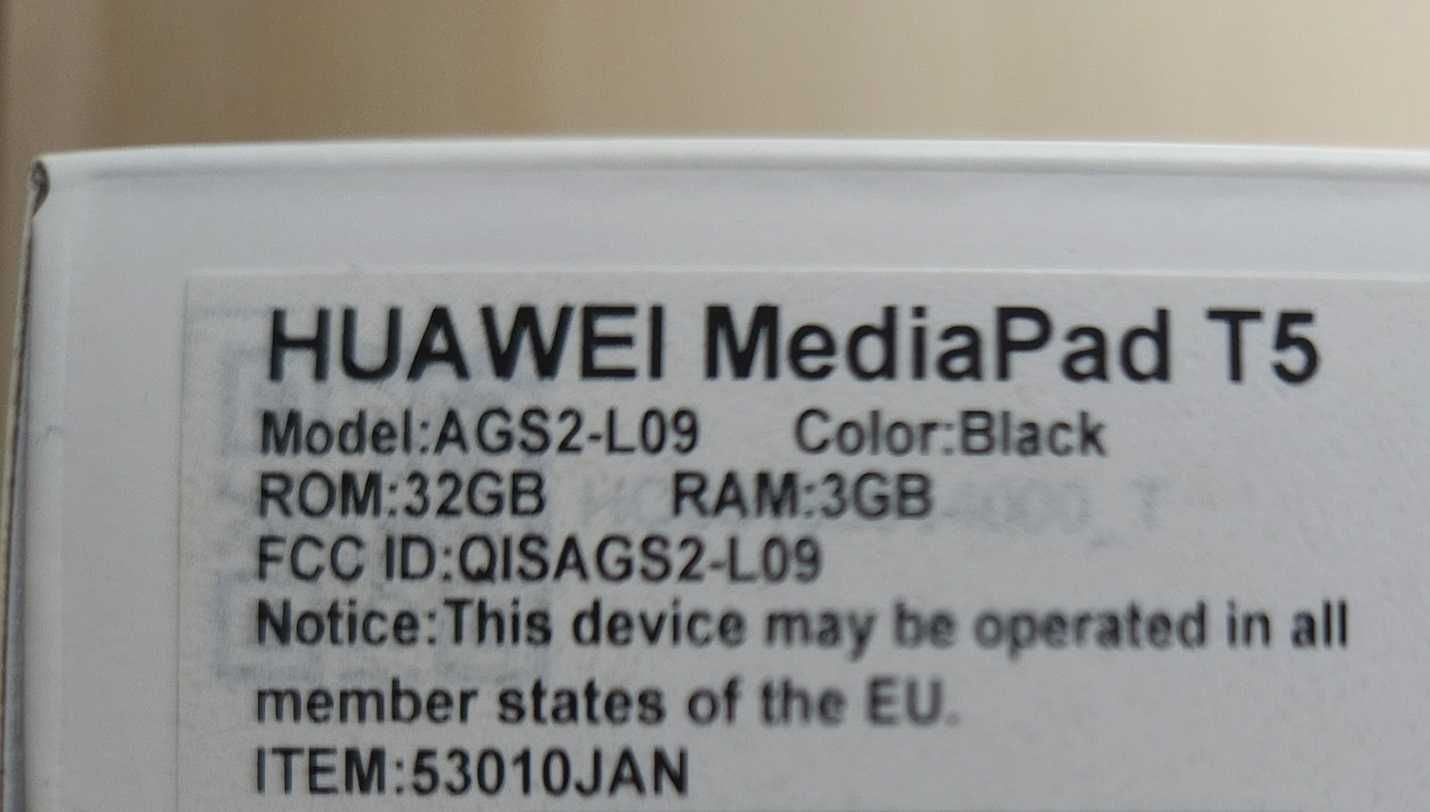 HUAWEI MediaPad T5
Model:AGS2-L09 Color:Black
ROM:32GB RAM:3GB
FCC ID:QISAGS2-L09
Notice:This device may be operated in all
member states of the EU.
ITEM:53010JAN